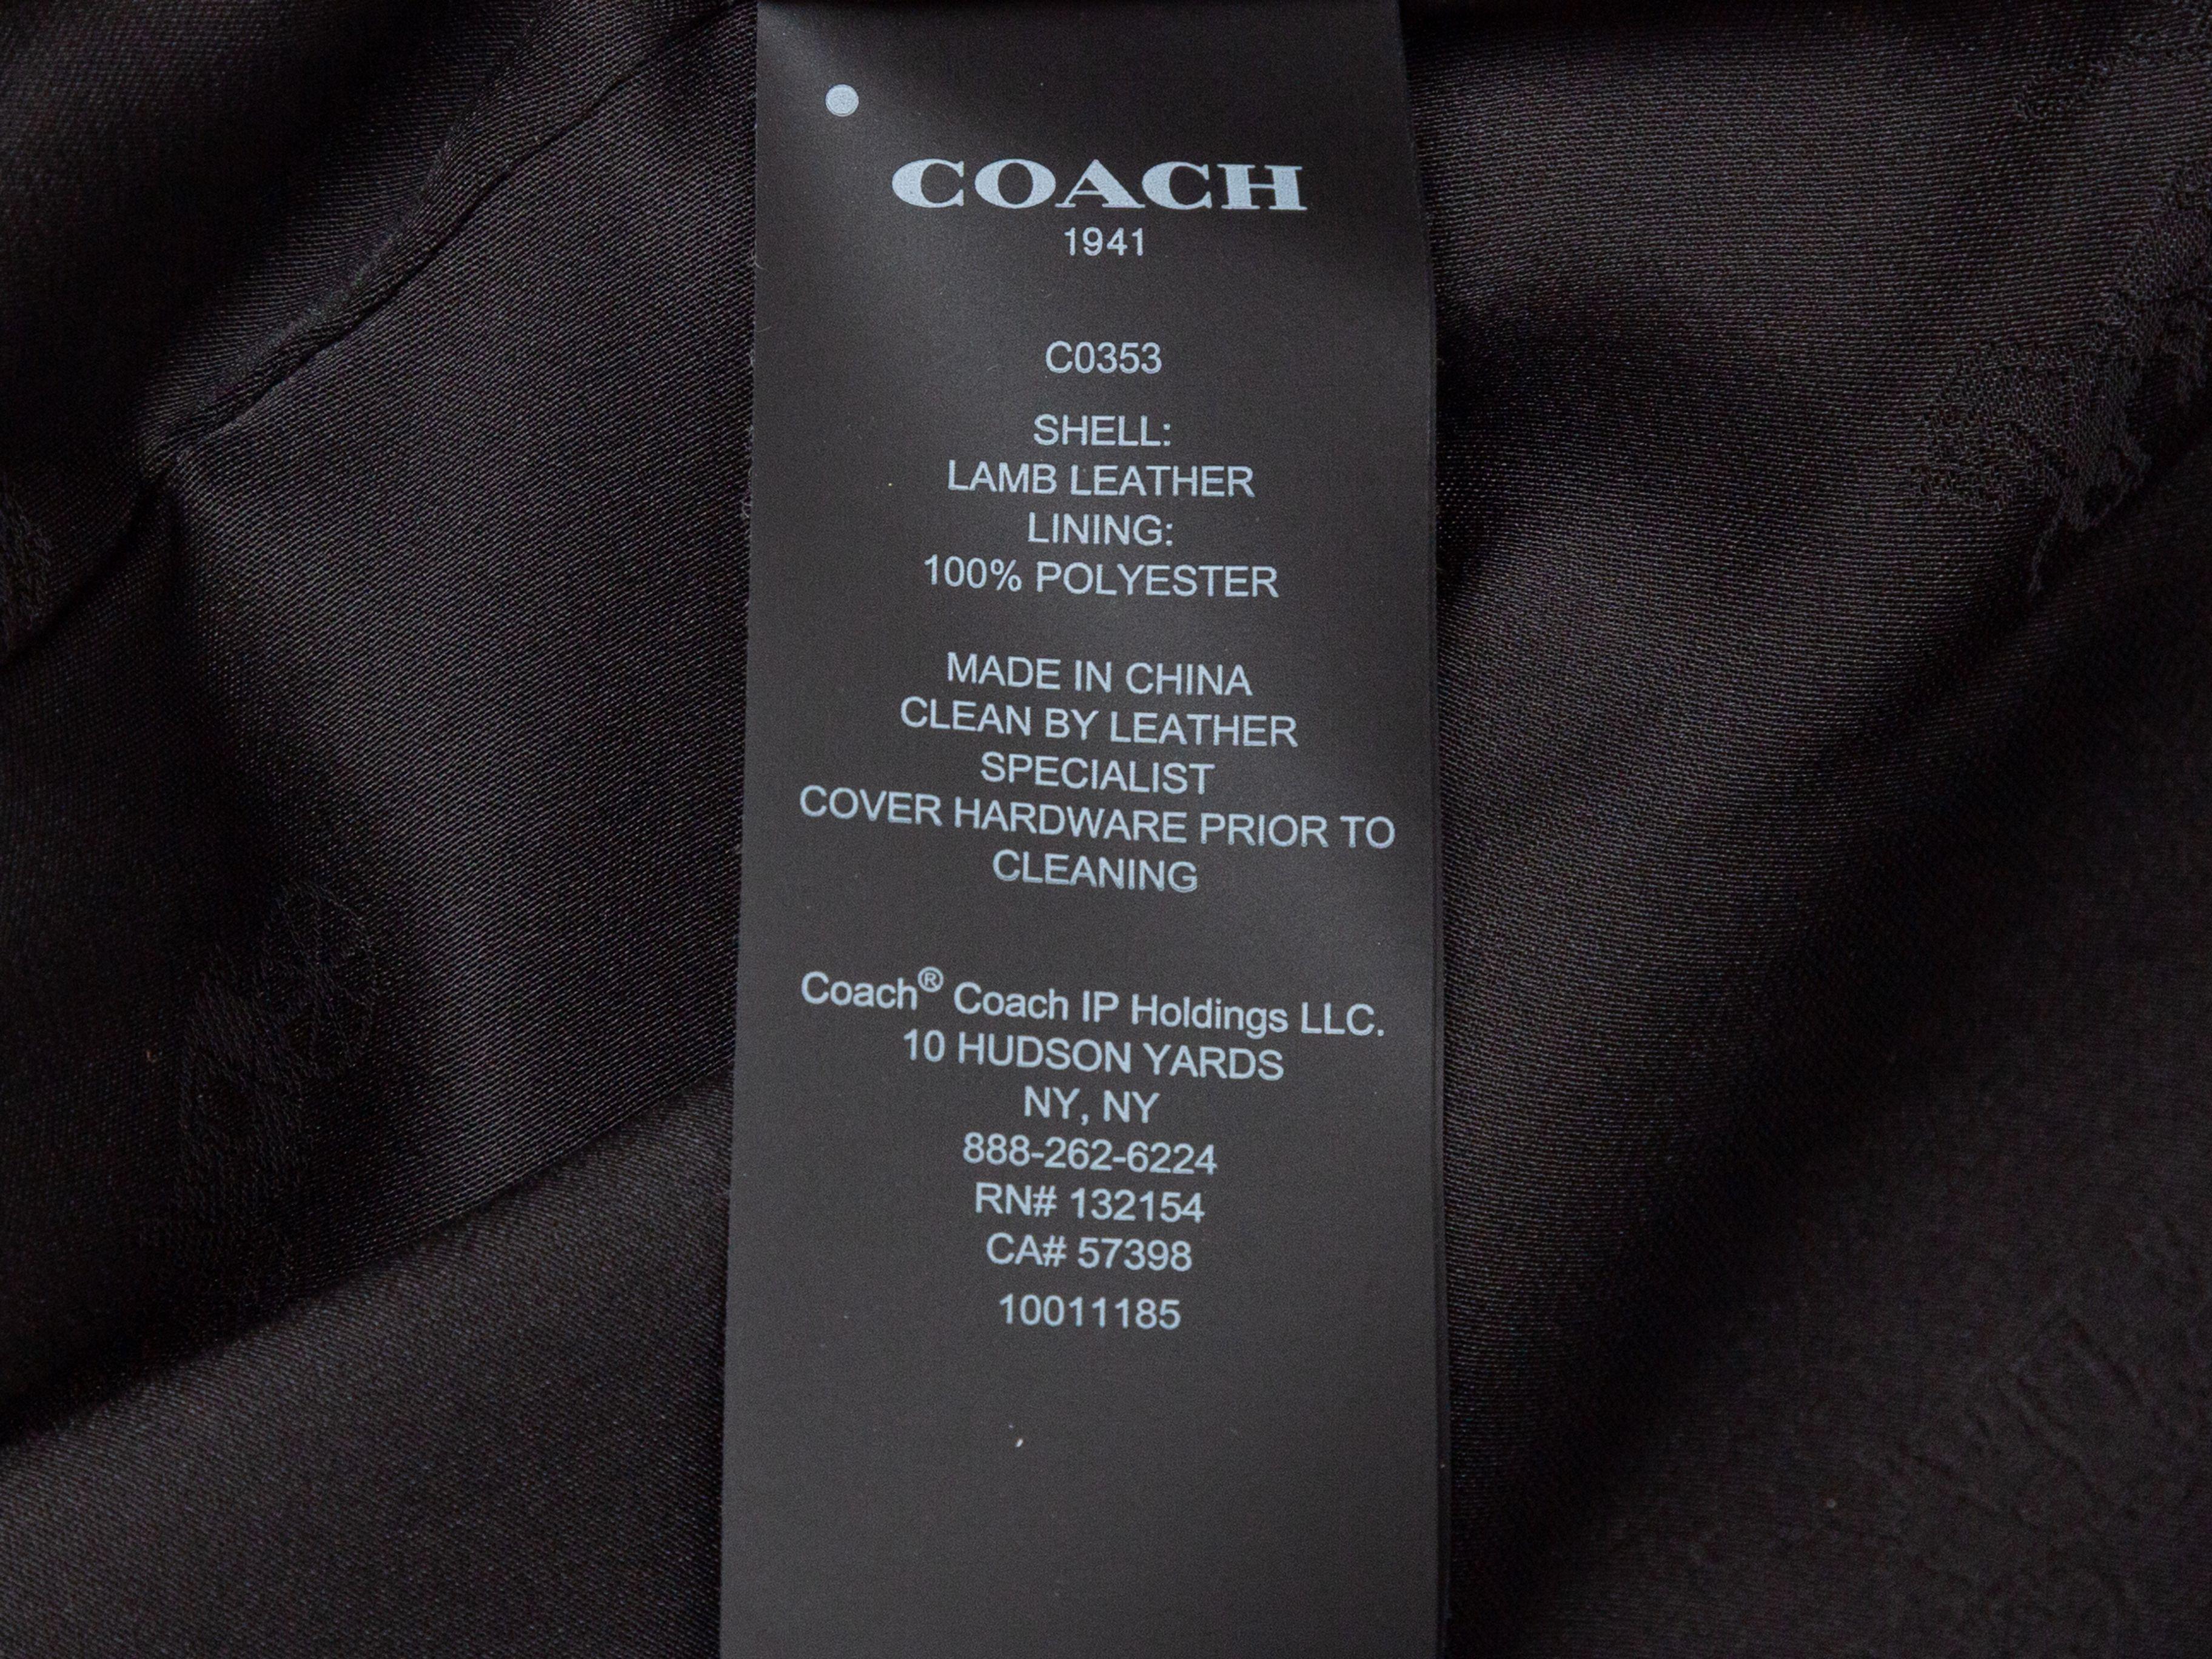 COACH
1941
C0353
SHELL:
LAMB LEATHER
LINING:
100% POLYESTER
MADE IN CHINA
CLEAN BY LEATHER
SPECIALIST
COVER HARDWARE PRIOR TO
CLEANING
Coach® Coach IP Holdings LLC.
10 HUDSON YARDS
NY, NY
888-262-6224
RN# 132154
CA# 57398
10011185